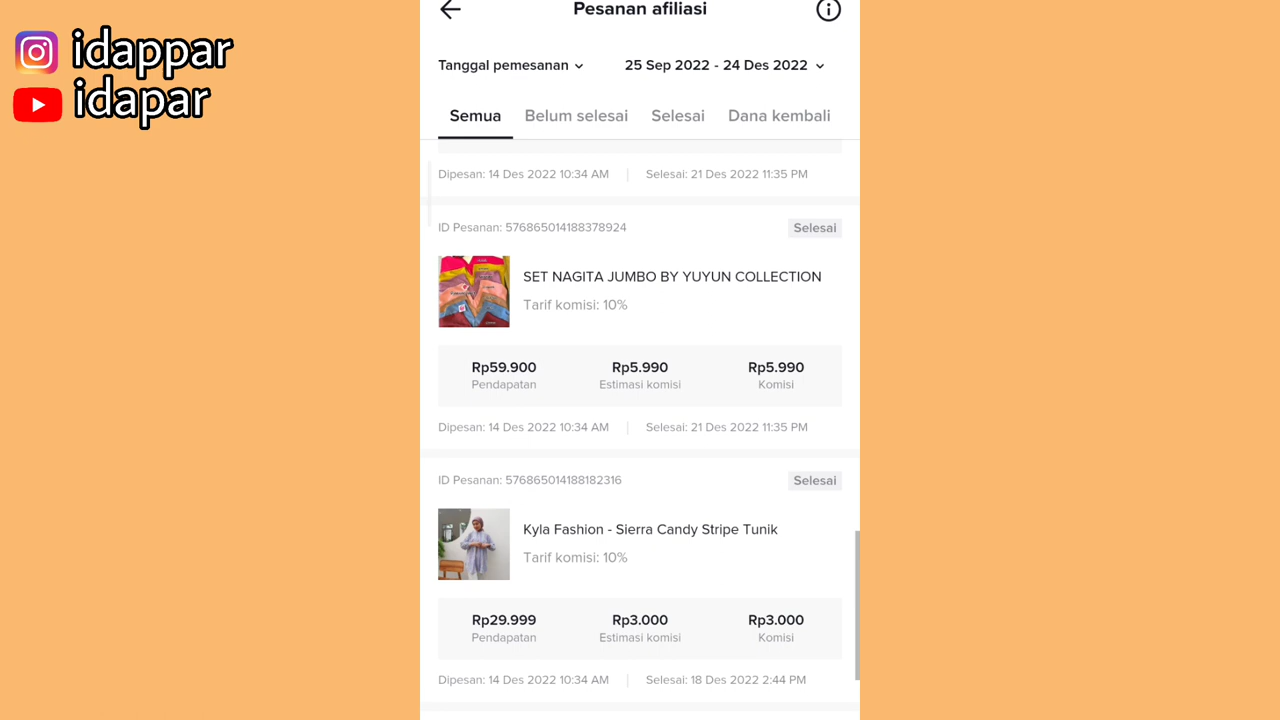 idappar
idapar
Pesanan afiliasi
Tanggal pemesanan
25 Sep 2022 - 24 Des 2022
Semua
Belum selesai
Selesai
Dana kembali
Dipesan: 14 Des 2022 10:34 AM
Selesai: 21 Des 2022 11:35 PM
ID Pesanan: 576865014188378924
Selesai
SET NAGITA JUMBO BY YUYUN COLLECTION
Tarif komisi: 10%
Rp59.900
Rp5.990
Rp5.990
Pendapatan
Estimasi komisi
Komisi
Dipesan: 14 Des 2022 10:34 AM
Selesai: 21 Des 2022 11:35 PM
ID Pesanan: 576865014188182316
Selesai
Kyla Fashion - Sierra Candy Stripe Tunik
Tarif komisi: 10%
Rp29.999
Rp3.000
Rp3.000
Pendapatan
Estimasi komisi
Komisi
Dipesan: 14 Des 2022 10:34 AM
Selesai: 18 Des 2022 2:44 PM